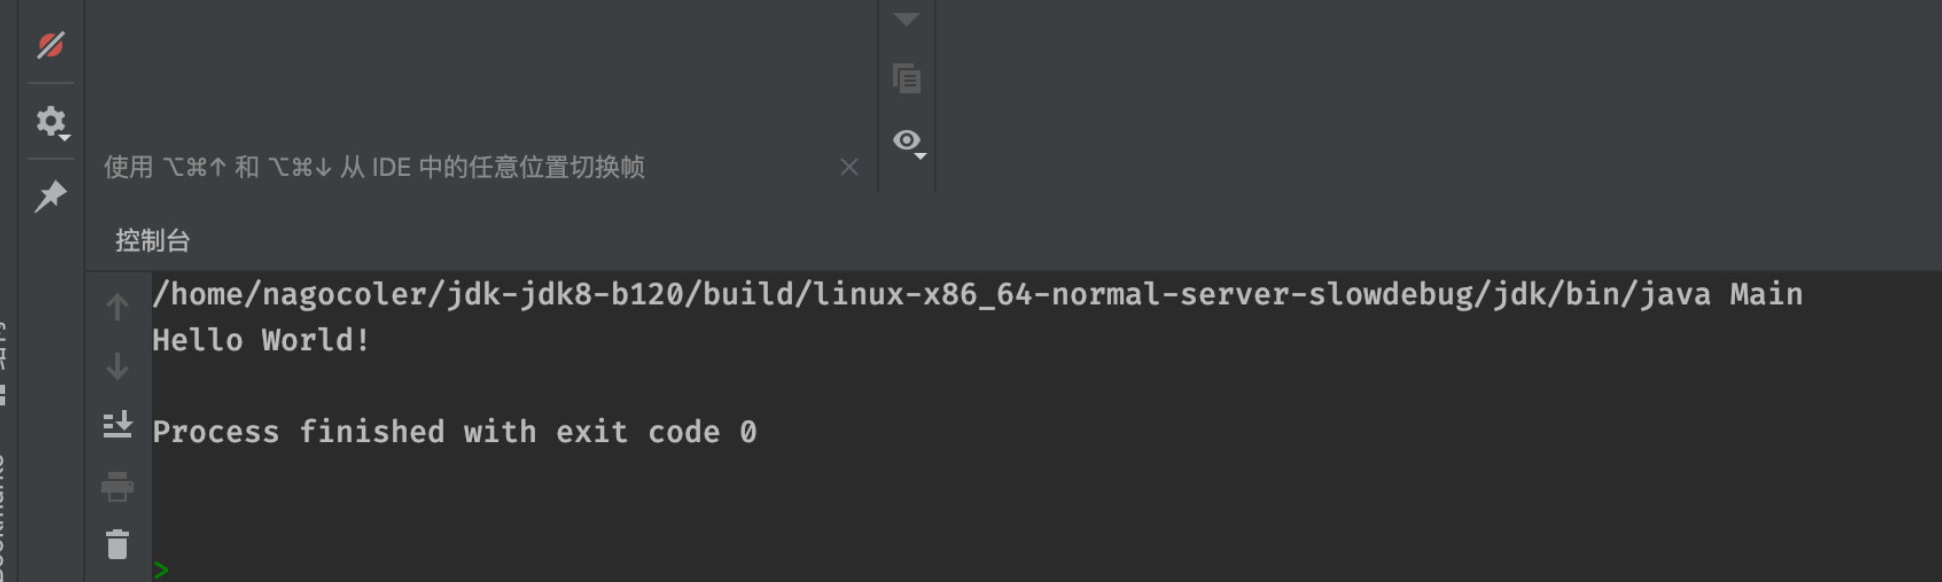 使用 ⌥⌘↑ 和 ⌥⌘↓ 从 IDE 中的任意位置切换帧
控制台
/home/nagocoler/jdk-jdk8-b120/build/linux-x86_64-normal-server-slowdebug/jdk/bin/java Main
Hello World!
Process finished with exit code 0
>